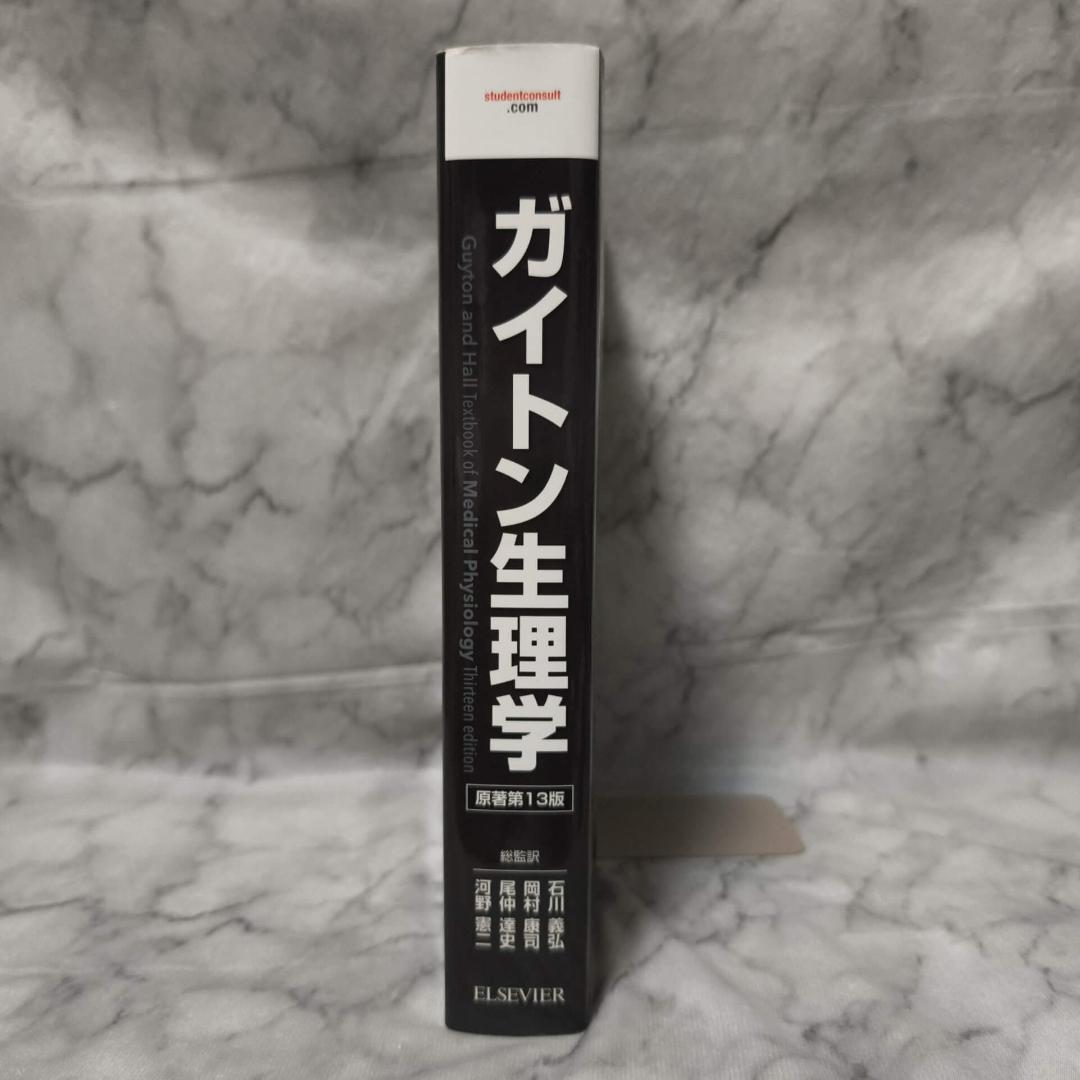 studentconsult
.com
ガイトン生理学
Guyton and Hall Textbook of Medical Physiology Thirteen edition
原著第13版
総監訳
石川 義弘
岡村 康司
尾仲 達史
河野 憲二
ELSEVIER